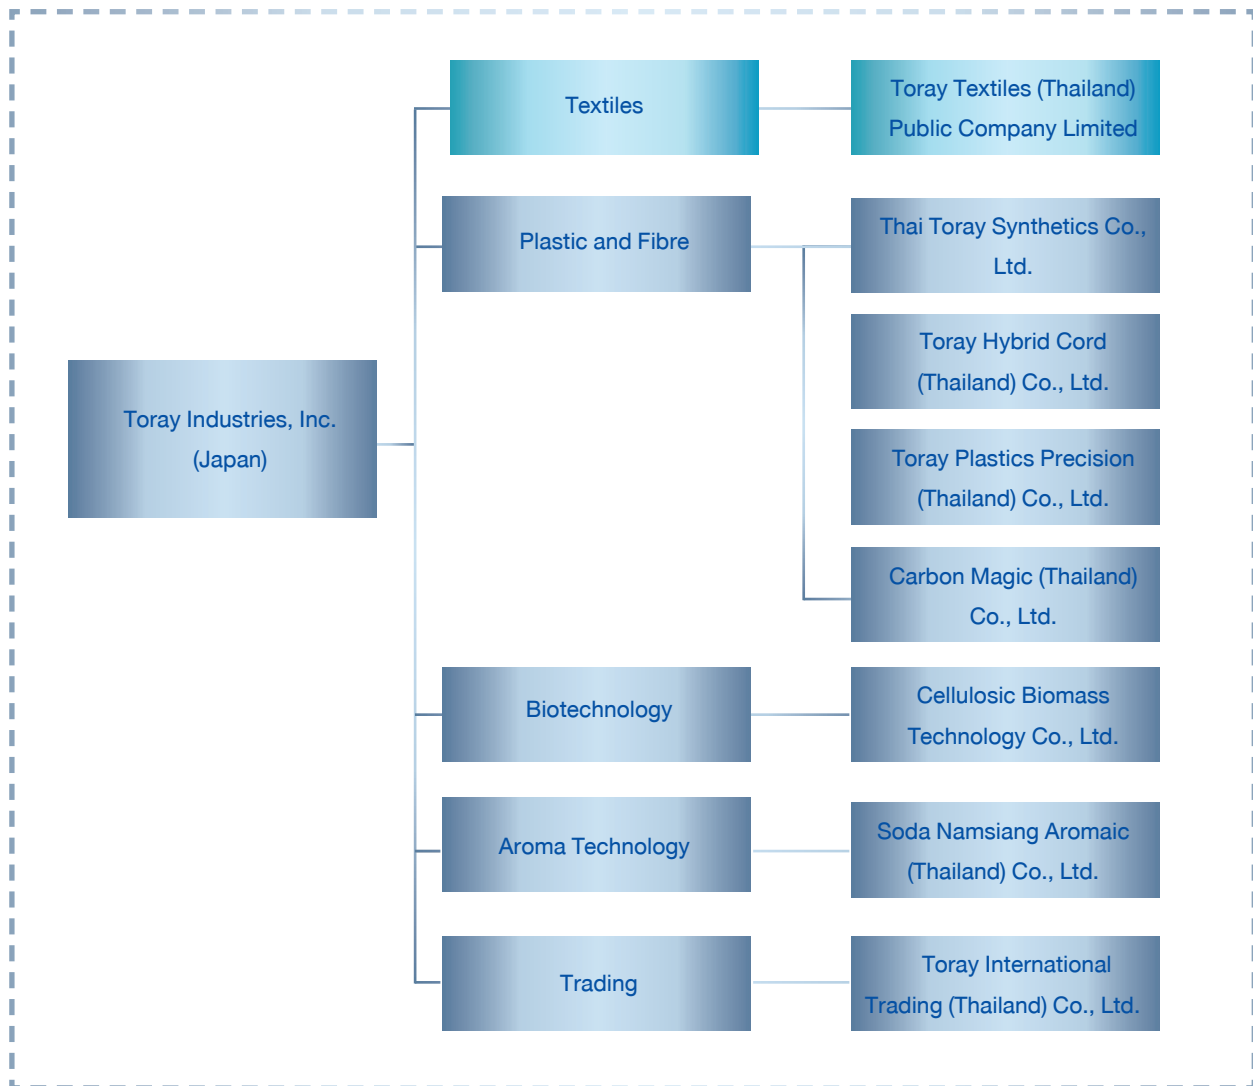 Textiles
Toray Textiles (Thailand)
Public Company Limited
Plastic and Fibre
Thai Toray Synthetics Co.,
Ltd.
Toray Hybrid Cord
(Thailand) Co., Ltd.
Toray Industries, Inc.
(Japan)
Toray Plastics Precision
(Thailand) Co., Ltd.
Carbon Magic (Thailand)
Co., Ltd.
Biotechnology
Cellulosic Biomass
Technology Co., Ltd.
Aroma Technology
Soda Namsiang Aromaic
(Thailand) Co., Ltd.
Trading
Toray International
Trading (Thailand) Co., Ltd.